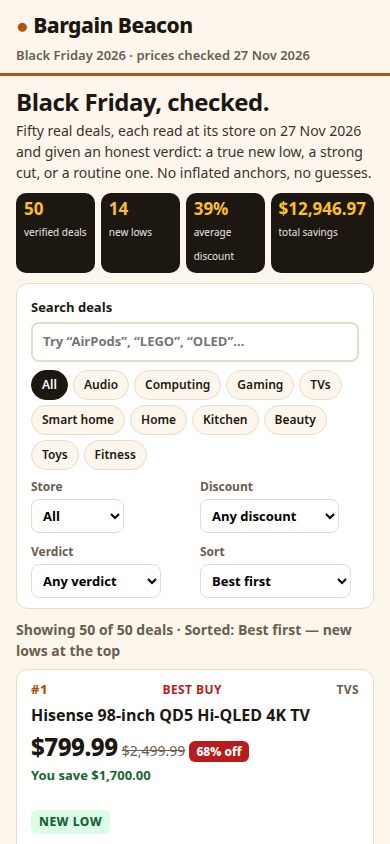 Bargain Beacon
Black Friday 2026 · prices checked 27 Nov 2026
Black Friday, checked.
Fifty real deals, each read at its store on 27 Nov 2026
and given an honest verdict: a true new low, a strong
cut, or a routine one. No inflated anchors, no guesses.
50
verified deals
14
new lows
39%
average
discount
$12,946.97
total savings
Search deals
Try “AirPods”, “LEGO”, “OLED”…
All Audio Computing Gaming TVs
Smart home Home Kitchen Beauty
Toys Fitness
Store Discount
All Any discount
Verdict Sort
Any verdict Best first
Showing 50 of 50 deals · Sorted: Best first — new
lows at the top
#1 BEST BUY TVS
Hisense 98-inch QD5 Hi-QLED 4K TV
$799.99 $2,499.99 68% off
You save $1,700.00
NEW LOW